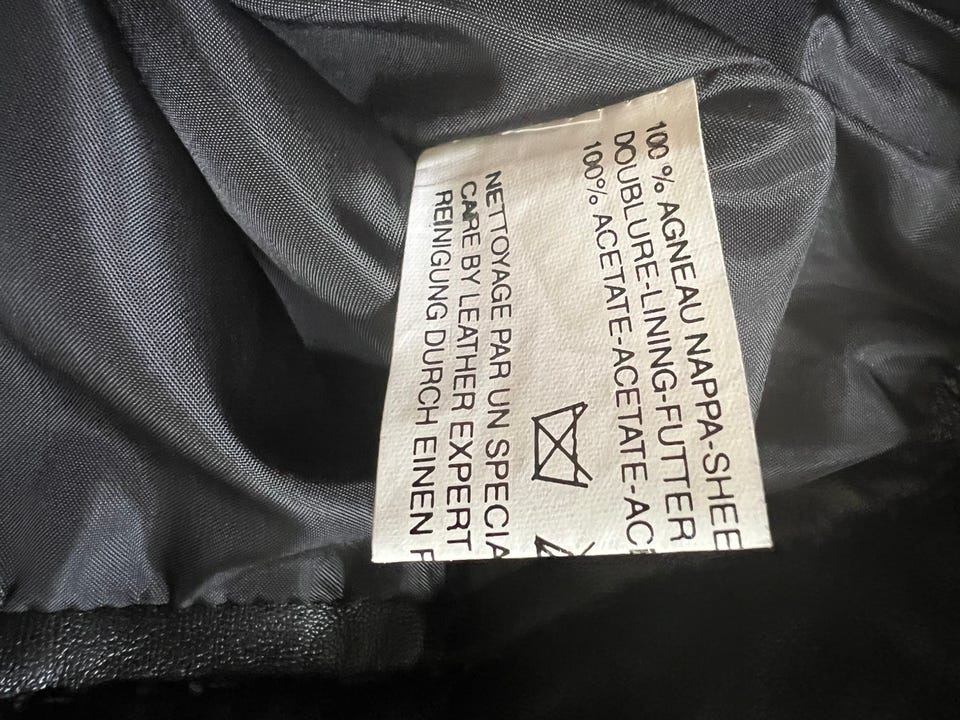 100 % AGNEAU NAPPA-SHEE
DOUBLURE-LINING-FUTTER
100% ACETATE-ACETATE-AC
NETTOYAGE PAR UN SPECIA
CARE BY LEATHER EXPERT
REINIGUNG DURCH EINEN F